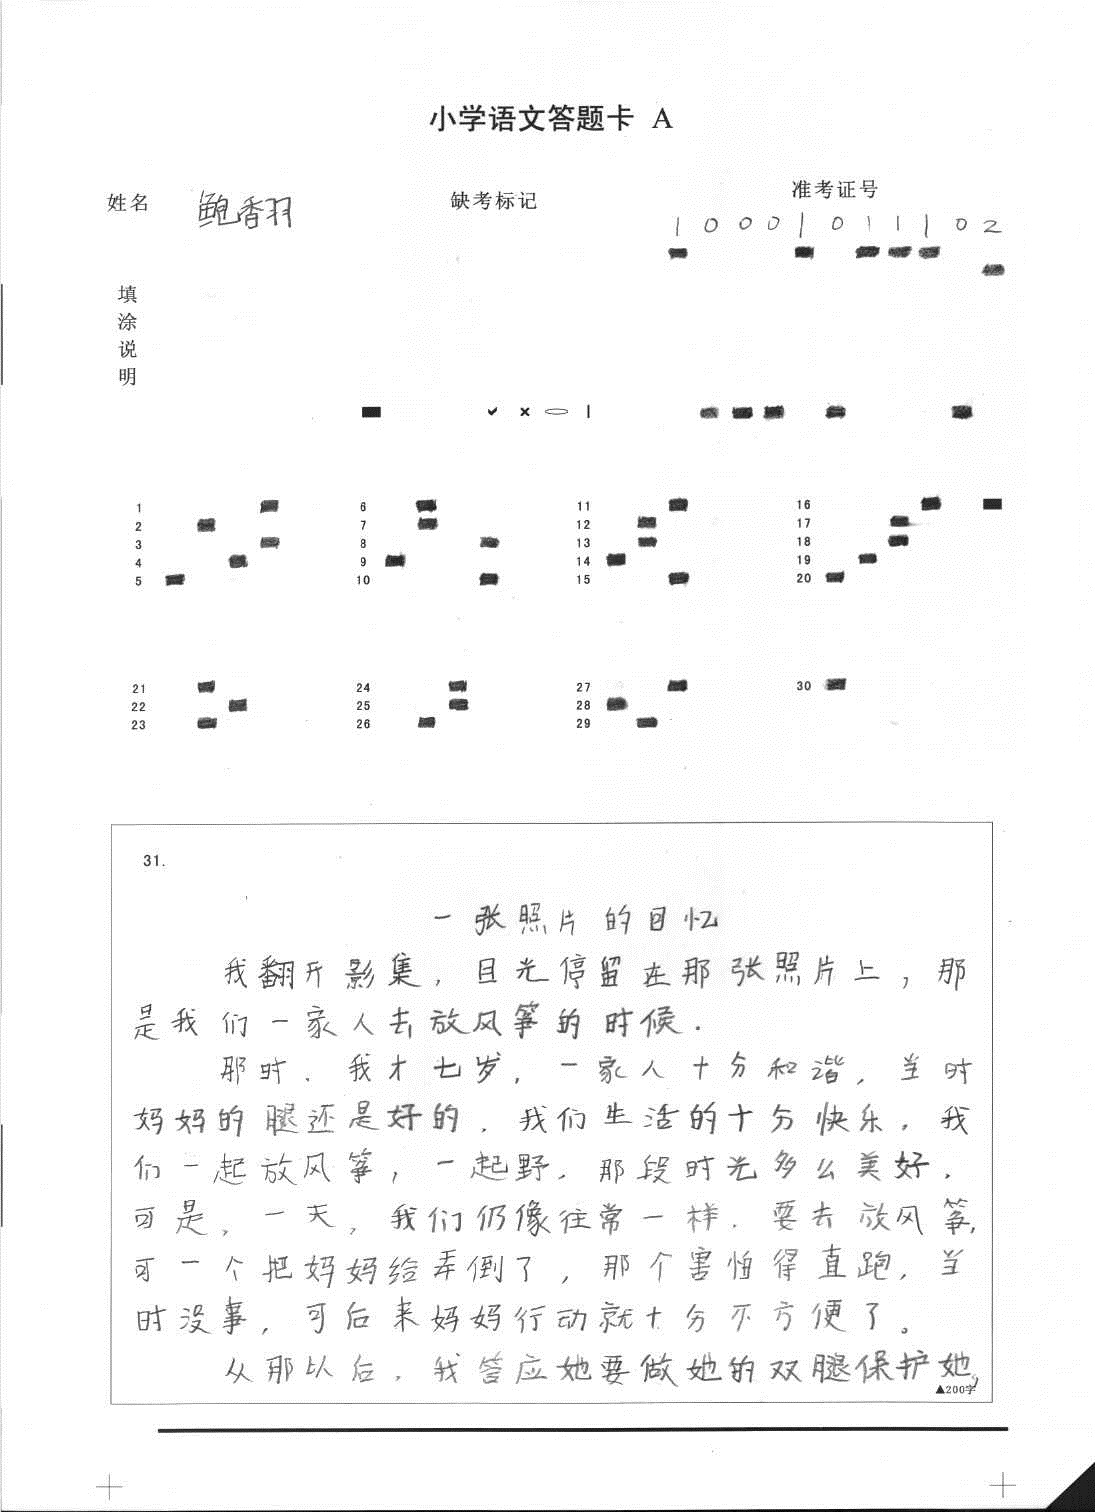 小学语文答题卡 A
姓名 鲍香羽 缺考标记 准考证号
1 0 0 0 1 0 1 1 1 0 2
填
涂
说
明
1 6 11 16
2 7 12 17
3 8 13 18
4 9 14 19
5 10 15 20
21 24 27 30
22 25 28
23 26 29
31.
一张照片的回忆
我翻开影集，目光停留在那张照片上，那
是我们一家人去放风筝的时候．
那时．我才七岁，一家人十分和谐，当时
妈妈的腿还是好的．我们生活的十分快乐．我
们一起放风筝，一起野．那段时光多么美好．
可是，一天，我们仍像往常一样．要去放风筝，
可一个把妈妈给弄倒了，那个害怕得直跑，当
时没事，可后来妈妈行动就十分不方便了。
从那以后．我答应她要做她的双腿保护她，
▲200字